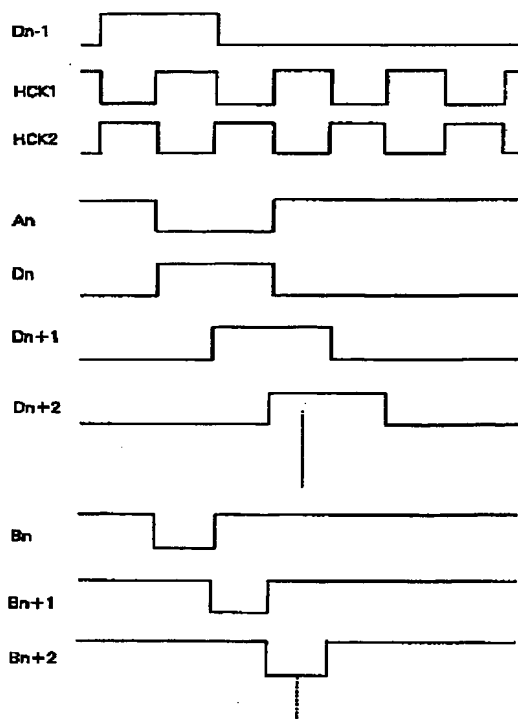 Dn-1
HCK1
HCK2
An
Dn
Dn+1
Dn+2
Bn
Bn+1
Bn+2